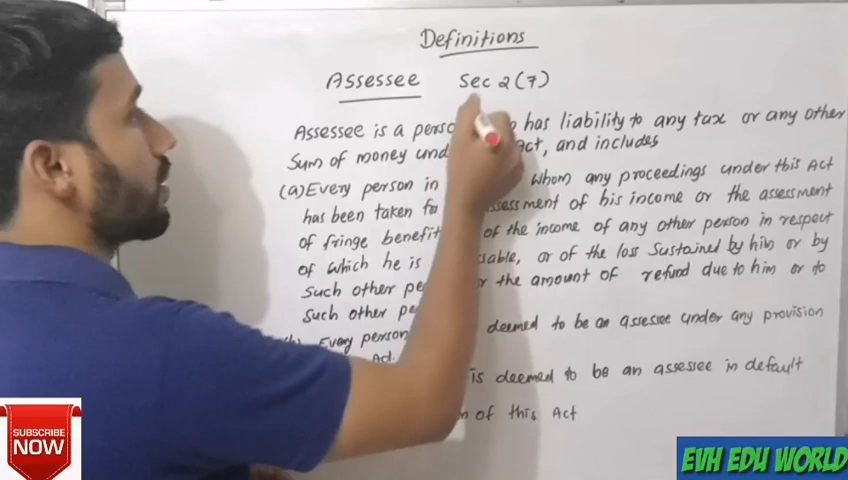 Definitions
Assessee Sec 2(7)
Assessee is a perso has liability to any tax or any other
Sum of money und Act, and includes
(a) Every person in whom any proceedings under this Act
has been taken fo assessment of his income or the assessment
of fringe benefit of the income of any other person in respect
of which he is sable, or of the loss Sustained by him or by
Such other pe or the amount of refund due to him or to
Such other pe
Every person deemed to be an assessee under any provision
Act.
is deemed to be an assessee in default
n of this Act
SUBSCRIBE
NOW
EVH EDU WORLD